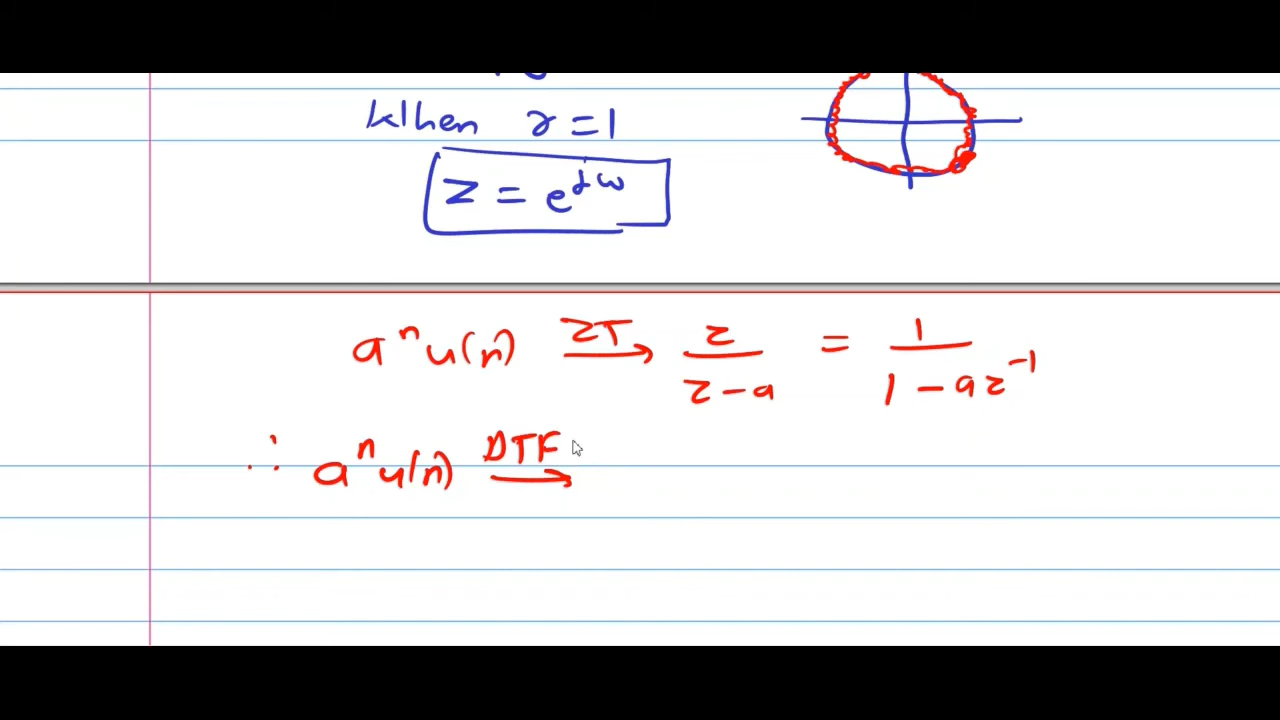 When r = 1
z = e^{jω}
a^n u(n) ZT→ z/(z-a) = 1/(1-az^{-1})
∴ a^n u(n) DTF→